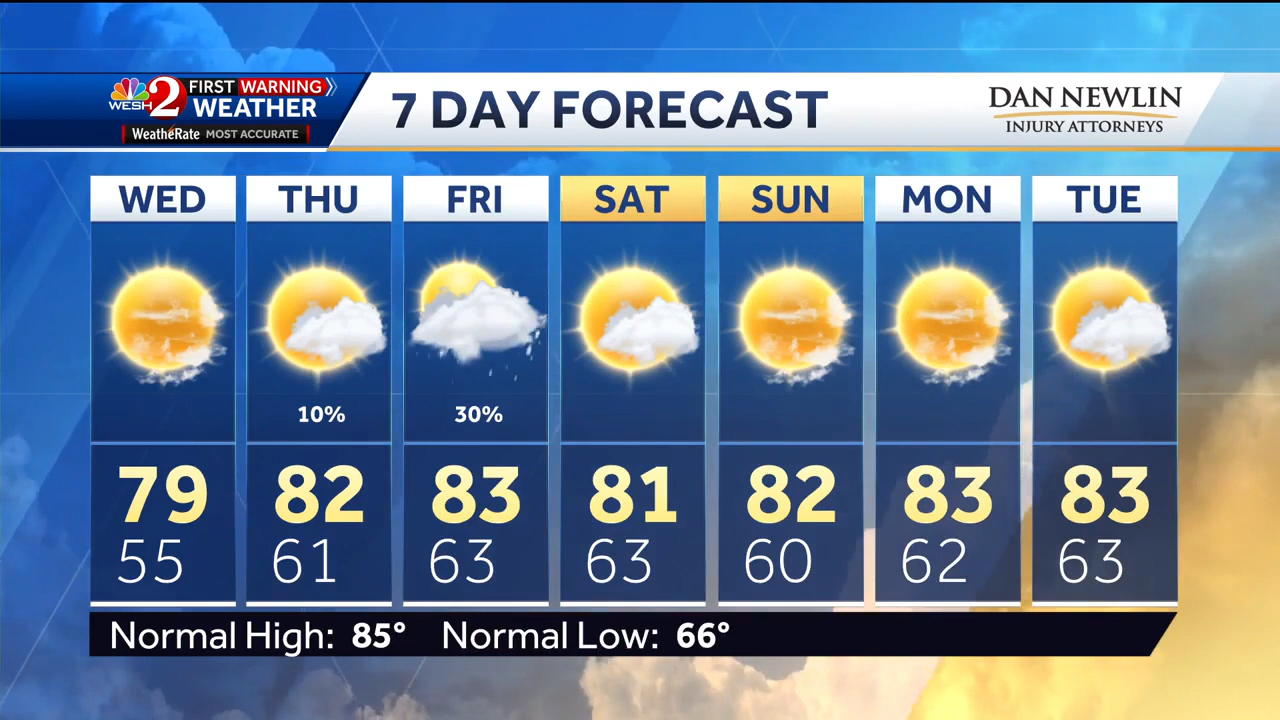 WESH 2 FIRST WARNING
WEATHER
WeatheRate MOST ACCURATE
7 DAY FORECAST
DAN NEWLIN
INJURY ATTORNEYS
WED THU FRI SAT SUN MON TUE
10% 30%
79 82 83 81 82 83 83
55 61 63 63 60 62 63
Normal High: 85° Normal Low: 66°